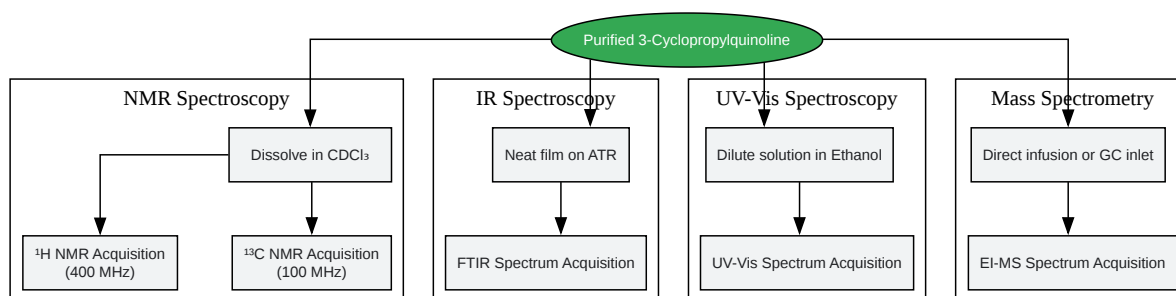 Purified 3-Cyclopropylquinoline
NMR Spectroscopy
IR Spectroscopy
UV-Vis Spectroscopy
Mass Spectrometry
Dissolve in CDCl₃
Neat film on ATR
Dilute solution in Ethanol
Direct infusion or GC inlet
¹H NMR Acquisition
(400 MHz)
¹³C NMR Acquisition
(100 MHz)
FTIR Spectrum Acquisition
UV-Vis Spectrum Acquisition
EI-MS Spectrum Acquisition